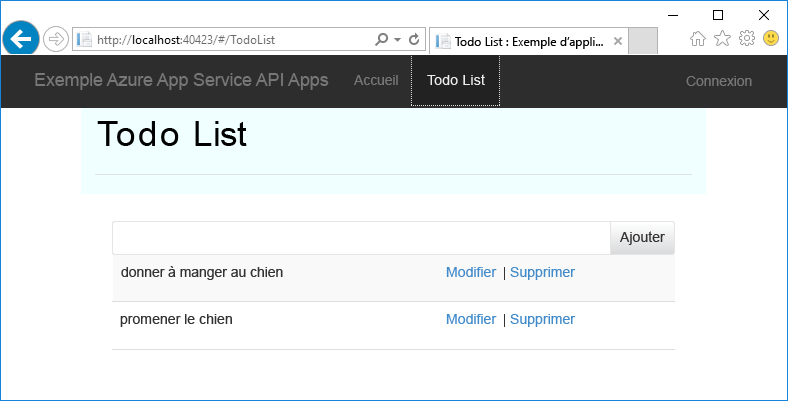 http://localhost:40423/#/TodoList
Todo List : Exemple d'appli...
Exemple Azure App Service API Apps Accueil Todo List Connexion
Todo List
Ajouter
donner à manger au chien Modifier | Supprimer
promener le chien Modifier | Supprimer